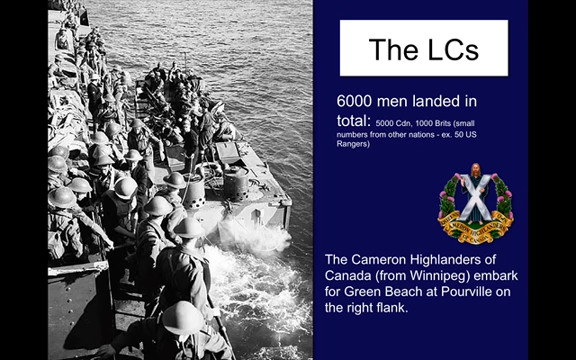 The LCs
6000 men landed in
total: 5000 Cdn, 1000 Brits (small
numbers from other nations - ex. 50 US
Rangers)
The Cameron Highlanders of
Canada (from Winnipeg) embark
for Green Beach at Pourville on
the right flank.